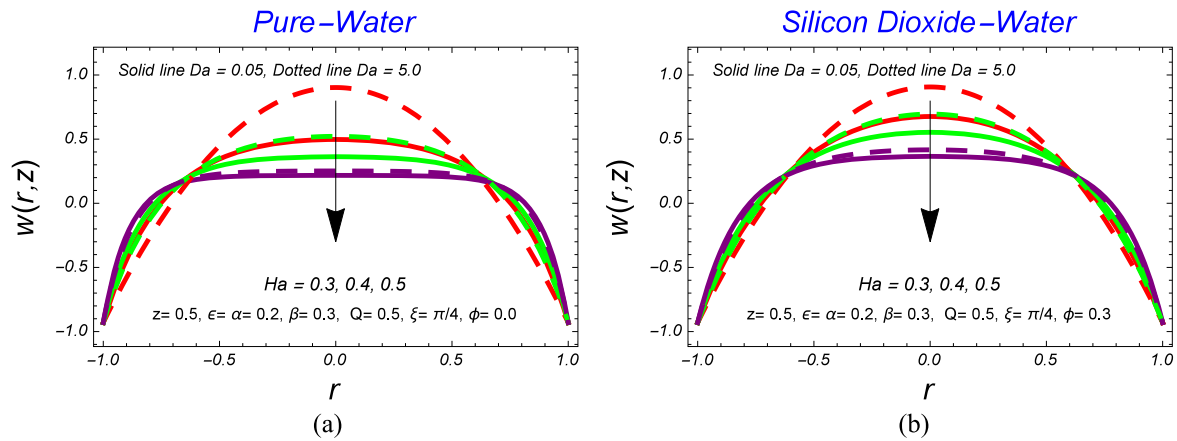 Pure–Water
Solid line Da = 0.05, Dotted line Da = 5.0
w(r,z)
1.0
0.5
0.0
−0.5
−1.0
Ha = 0.3, 0.4, 0.5
z= 0.5, ϵ= α= 0.2, β= 0.3, Q= 0.5, ξ= π/4, ϕ= 0.0
−1.0 −0.5 0.0 0.5 1.0
r
(a)
Silicon Dioxide–Water
Solid line Da = 0.05, Dotted line Da = 5.0
w(r,z)
1.0
0.5
0.0
−0.5
−1.0
Ha = 0.3, 0.4, 0.5
z= 0.5, ϵ= α= 0.2, β= 0.3, Q= 0.5, ξ= π/4, ϕ= 0.3
−1.0 −0.5 0.0 0.5 1.0
r
(b)